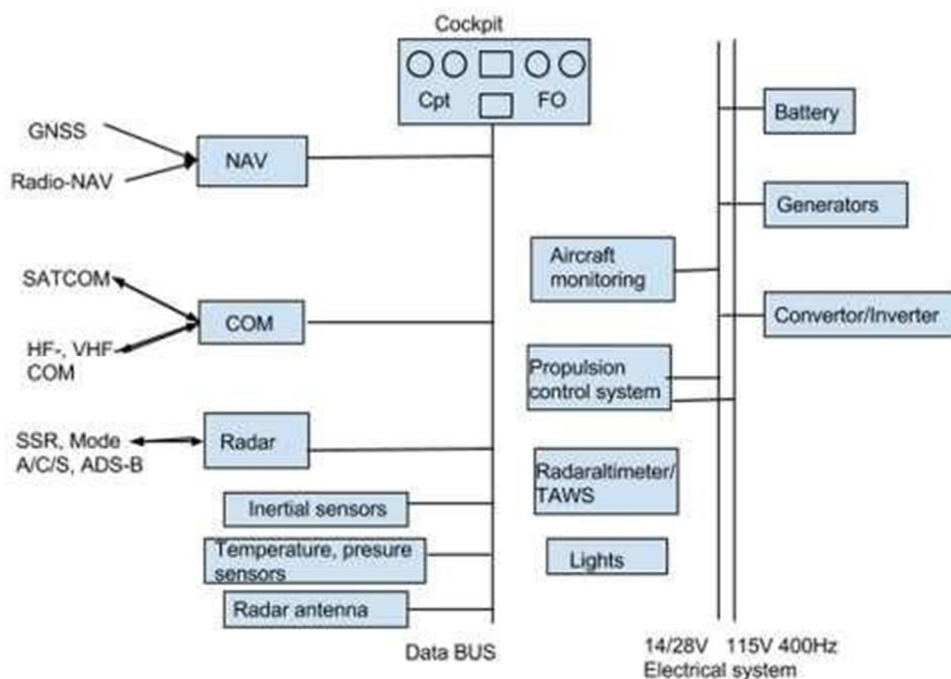 Cockpit
Cpt
FO
GNSS
Radio-NAV
NAV
SATCOM
HF-, VHF-
COM
COM
SSR, Mode
A/C/S, ADS-B
Radar
Inertial sensors
Temperature, presure
sensors
Radar antenna
Data BUS
Aircraft
monitoring
Propulsion
control system
Radaraltimeter/
TAWS
Lights
Battery
Generators
Convertor/Inverter
14/28V
115V 400Hz
Electrical system